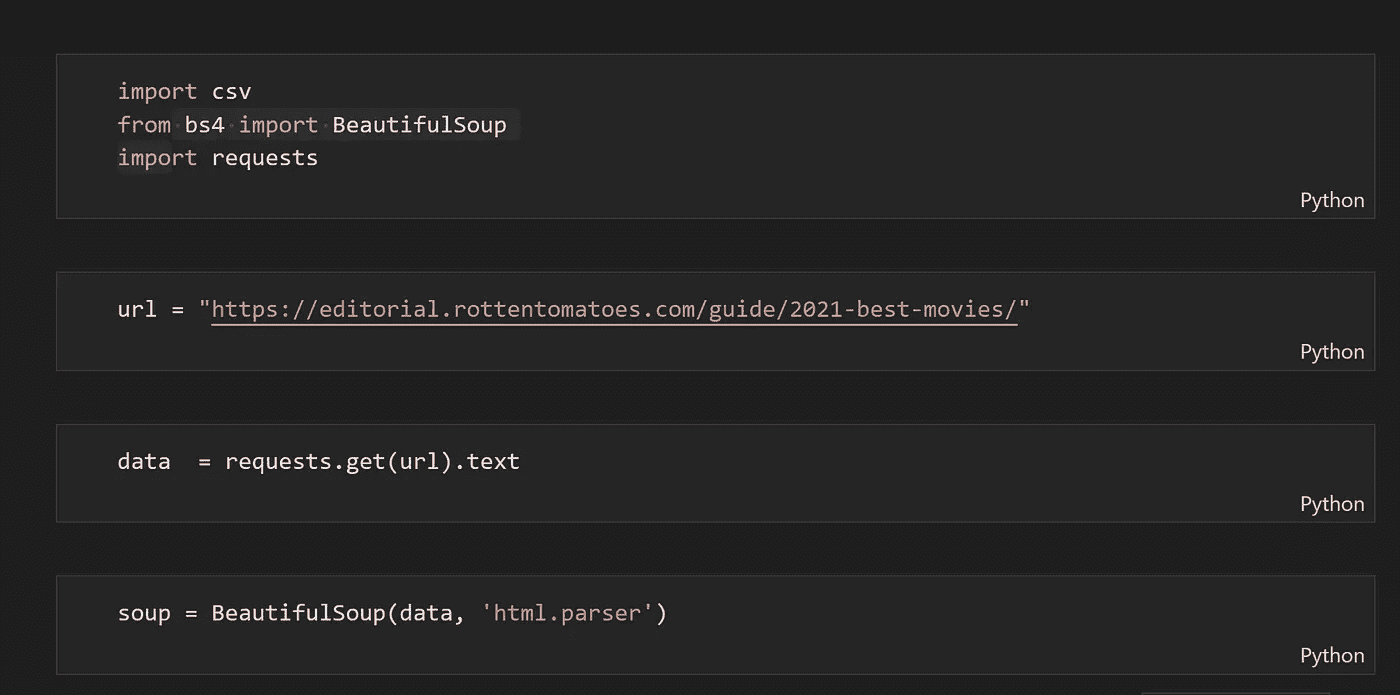 import csv
from bs4 import BeautifulSoup
import requests
Python
url = "https://editorial.rottentomatoes.com/guide/2021-best-movies/"
Python
data  = requests.get(url).text
Python
soup = BeautifulSoup(data, 'html.parser')
Python